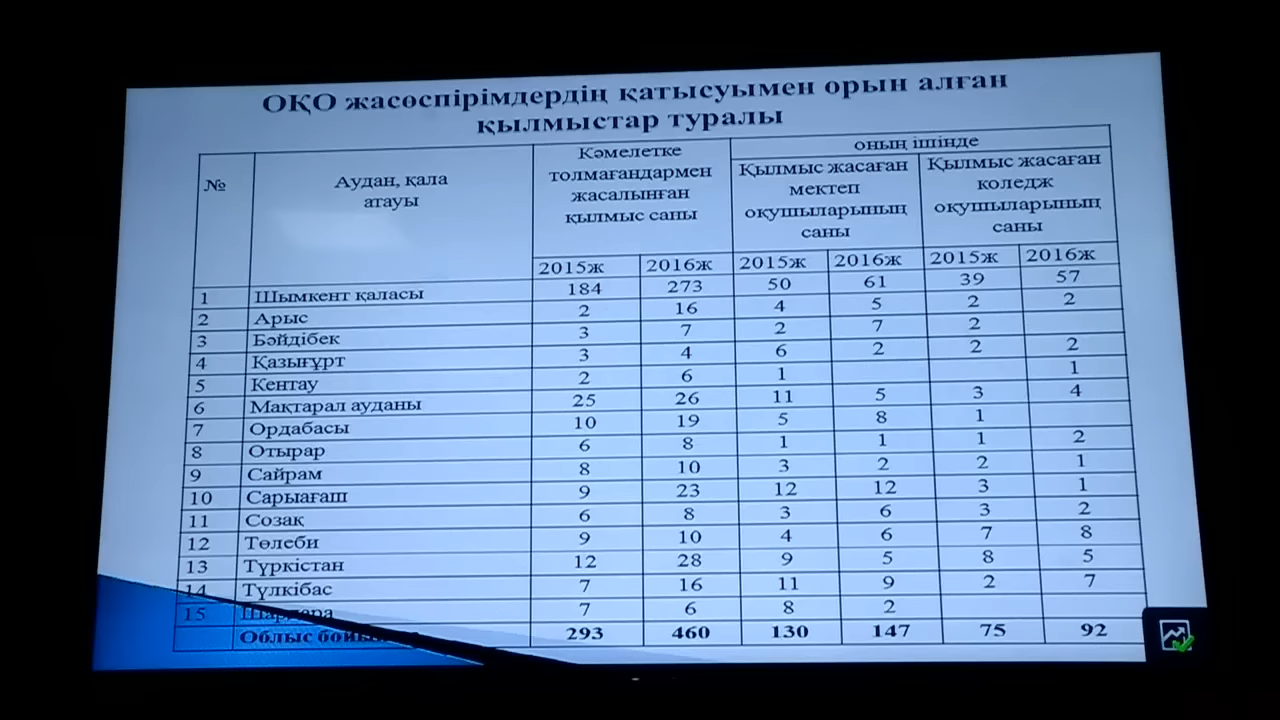 ОҚО жасөспірімдердің қатысуымен орын алған
қылмыстар туралы
№ Аудан, қала атауы Кәмелетке толмағандармен жасалынған қылмыс саны оның ішінде
Қылмыс жасаған мектеп оқушыларының саны Қылмыс жасаған коледж оқушыларының саны
2015ж 2016ж 2015ж 2016ж 2015ж 2016ж
1 Шымкент қаласы 184 273 50 61 39 57
2 Арыс 2 16 4 5 2 2
3 Бәйдібек 3 7 2 7 2
4 Қазығұрт 3 4 6 2 2 2
5 Кентау 2 6 1 1
6 Мақтарал ауданы 25 26 11 5 3 4
7 Ордабасы 10 19 5 8 1
8 Отырар 6 8 1 1 1 2
9 Сайрам 8 10 3 2 2 1
10 Сарыағаш 9 23 12 12 3 1
11 Созақ 6 8 3 6 3 2
12 Төлеби 9 10 4 6 7 8
13 Түркістан 12 28 9 5 8 5
14 Түлкібас 7 16 11 9 2 7
15 7 6 8 2
Облыс 293 460 130 147 75 92